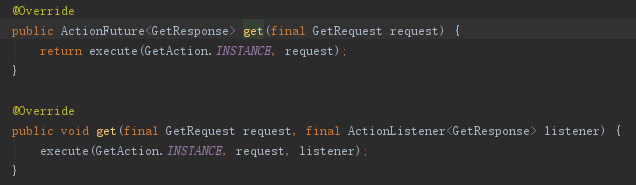 @Override
public ActionFuture<GetResponse> get(final GetRequest request) {
    return execute(GetAction.INSTANCE, request);
}

@Override
public void get(final GetRequest request, final ActionListener<GetResponse> listener) {
    execute(GetAction.INSTANCE, request, listener);
}